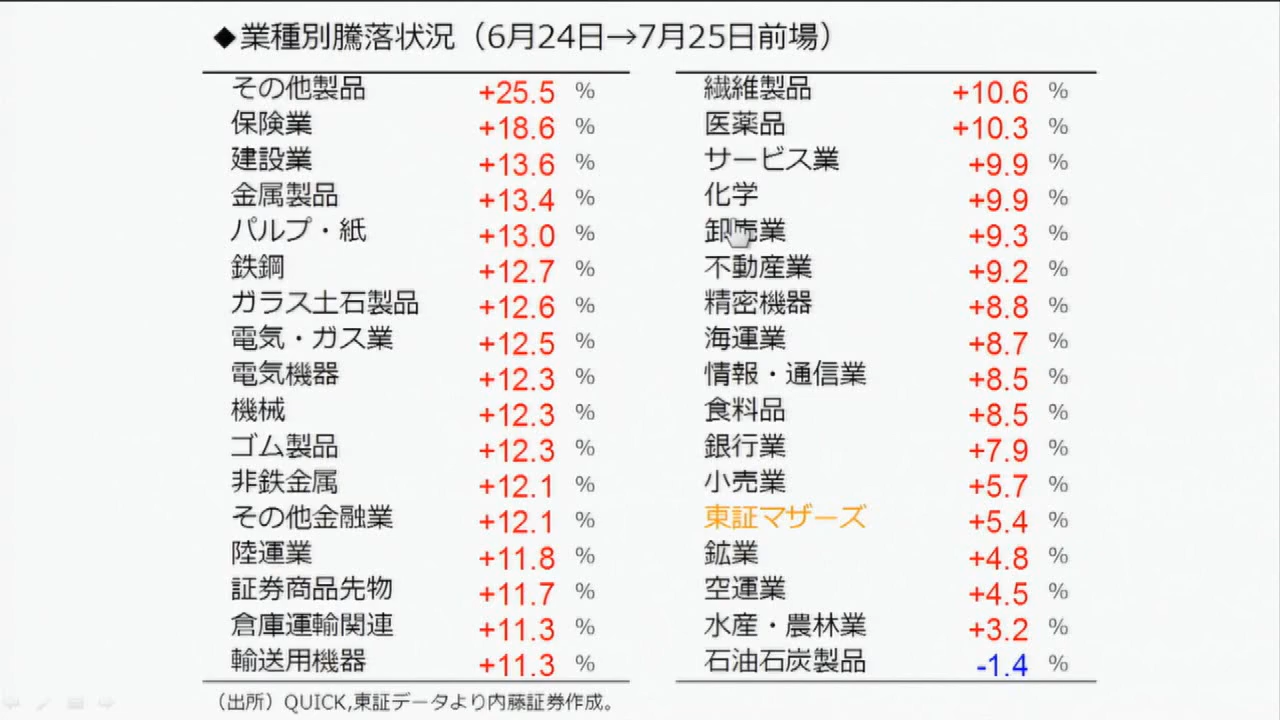 ◆業種別騰落状況（6月24日→7月25日前場）
その他製品 +25.5 %
保険業 +18.6 %
建設業 +13.6 %
金属製品 +13.4 %
パルプ・紙 +13.0 %
鉄鋼 +12.7 %
ガラス土石製品 +12.6 %
電気・ガス業 +12.5 %
電気機器 +12.3 %
機械 +12.3 %
ゴム製品 +12.3 %
非鉄金属 +12.1 %
その他金融業 +12.1 %
陸運業 +11.8 %
証券商品先物 +11.7 %
倉庫運輸関連 +11.3 %
輸送用機器 +11.3 %
繊維製品 +10.6 %
医薬品 +10.3 %
サービス業 +9.9 %
化学 +9.9 %
卸売業 +9.3 %
不動産業 +9.2 %
精密機器 +8.8 %
海運業 +8.7 %
情報・通信業 +8.5 %
食料品 +8.5 %
銀行業 +7.9 %
小売業 +5.7 %
東証マザーズ +5.4 %
鉱業 +4.8 %
空運業 +4.5 %
水産・農林業 +3.2 %
石油石炭製品 -1.4 %
（出所）QUICK,東証データより内藤証券作成。